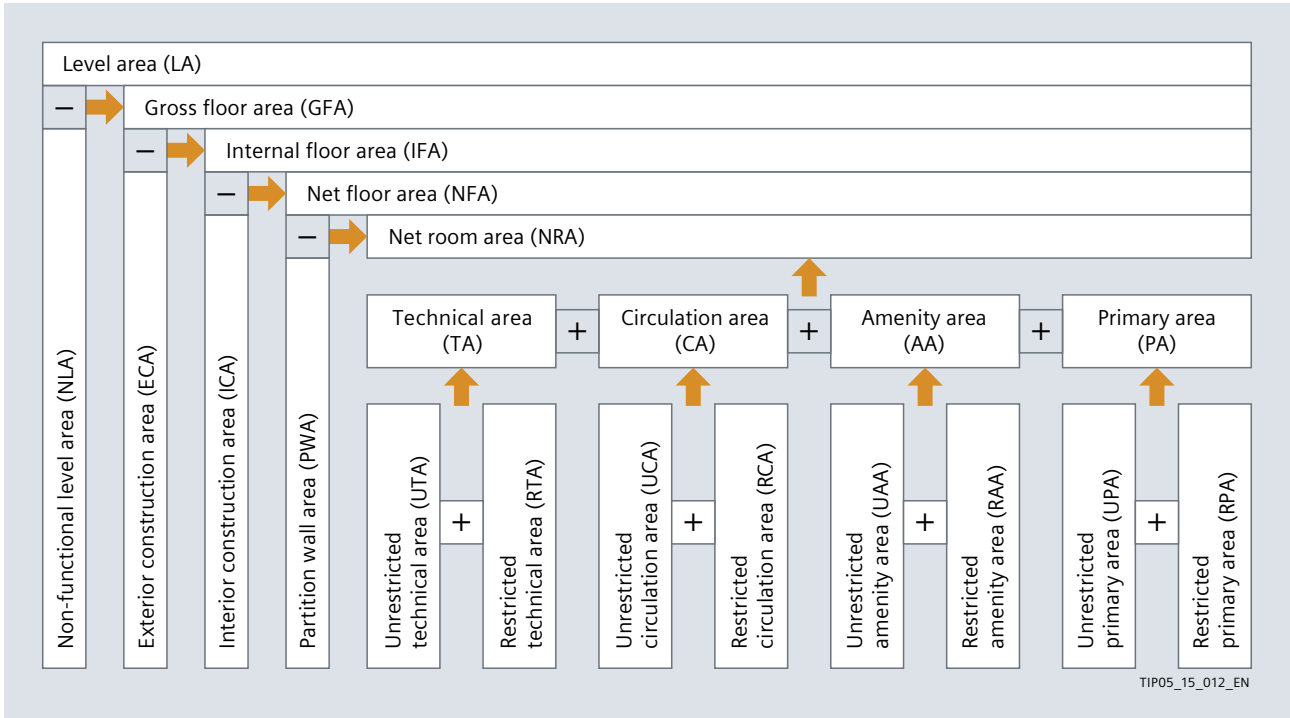 Level area (LA)
−
Gross floor area (GFA)
−
Internal floor area (IFA)
−
Net floor area (NFA)
−
Net room area (NRA)
Non-functional level area (NLA)
Exterior construction area (ECA)
Interior construction area (ICA)
Partition wall area (PWA)
Technical area
(TA)
+
Circulation area
(CA)
+
Amenity area
(AA)
+
Primary area
(PA)
Unrestricted
technical area (UTA)
+
Restricted
technical area (RTA)
Unrestricted
circulation area (UCA)
+
Restricted
circulation area (RCA)
Unrestricted
amenity area (UAA)
+
Restricted
amenity area (RAA)
Unrestricted
primary area (UPA)
+
Restricted
primary area (RPA)
TIP05_15_012_EN